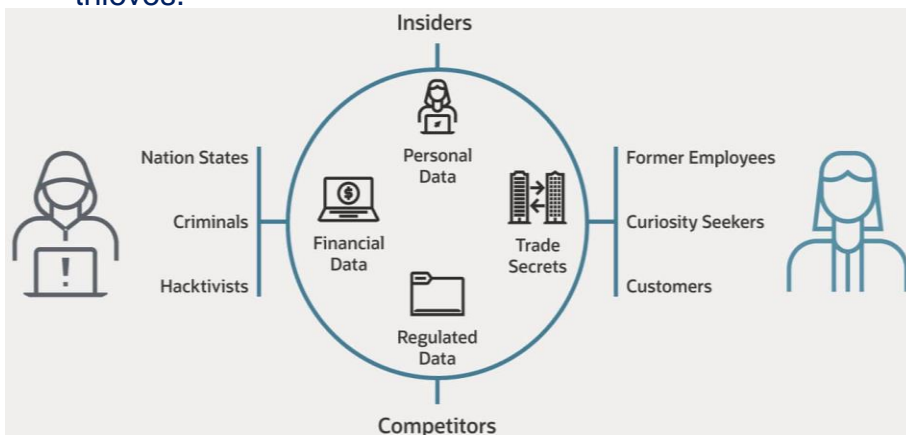 Insiders
Nation States
Criminals
Hacktivists
Personal
Data
Financial
Data
Trade
Secrets
Regulated
Data
Former Employees
Curiosity Seekers
Customers
Competitors